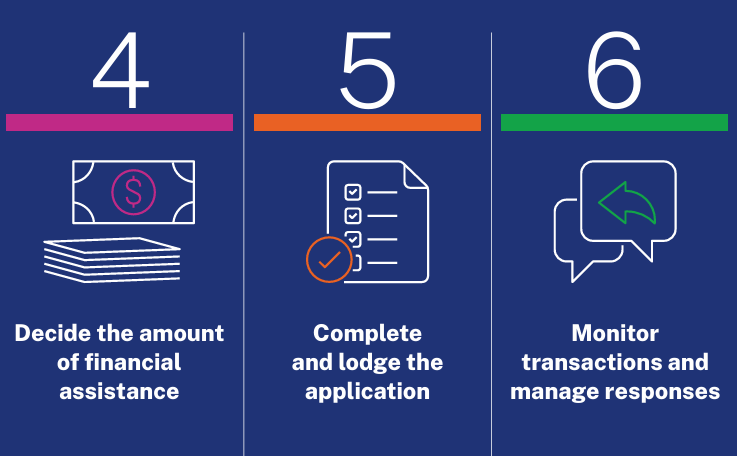 4
Decide the amount
of financial
assistance
5
Complete
and lodge the
application
6
Monitor
transactions and
manage responses
$